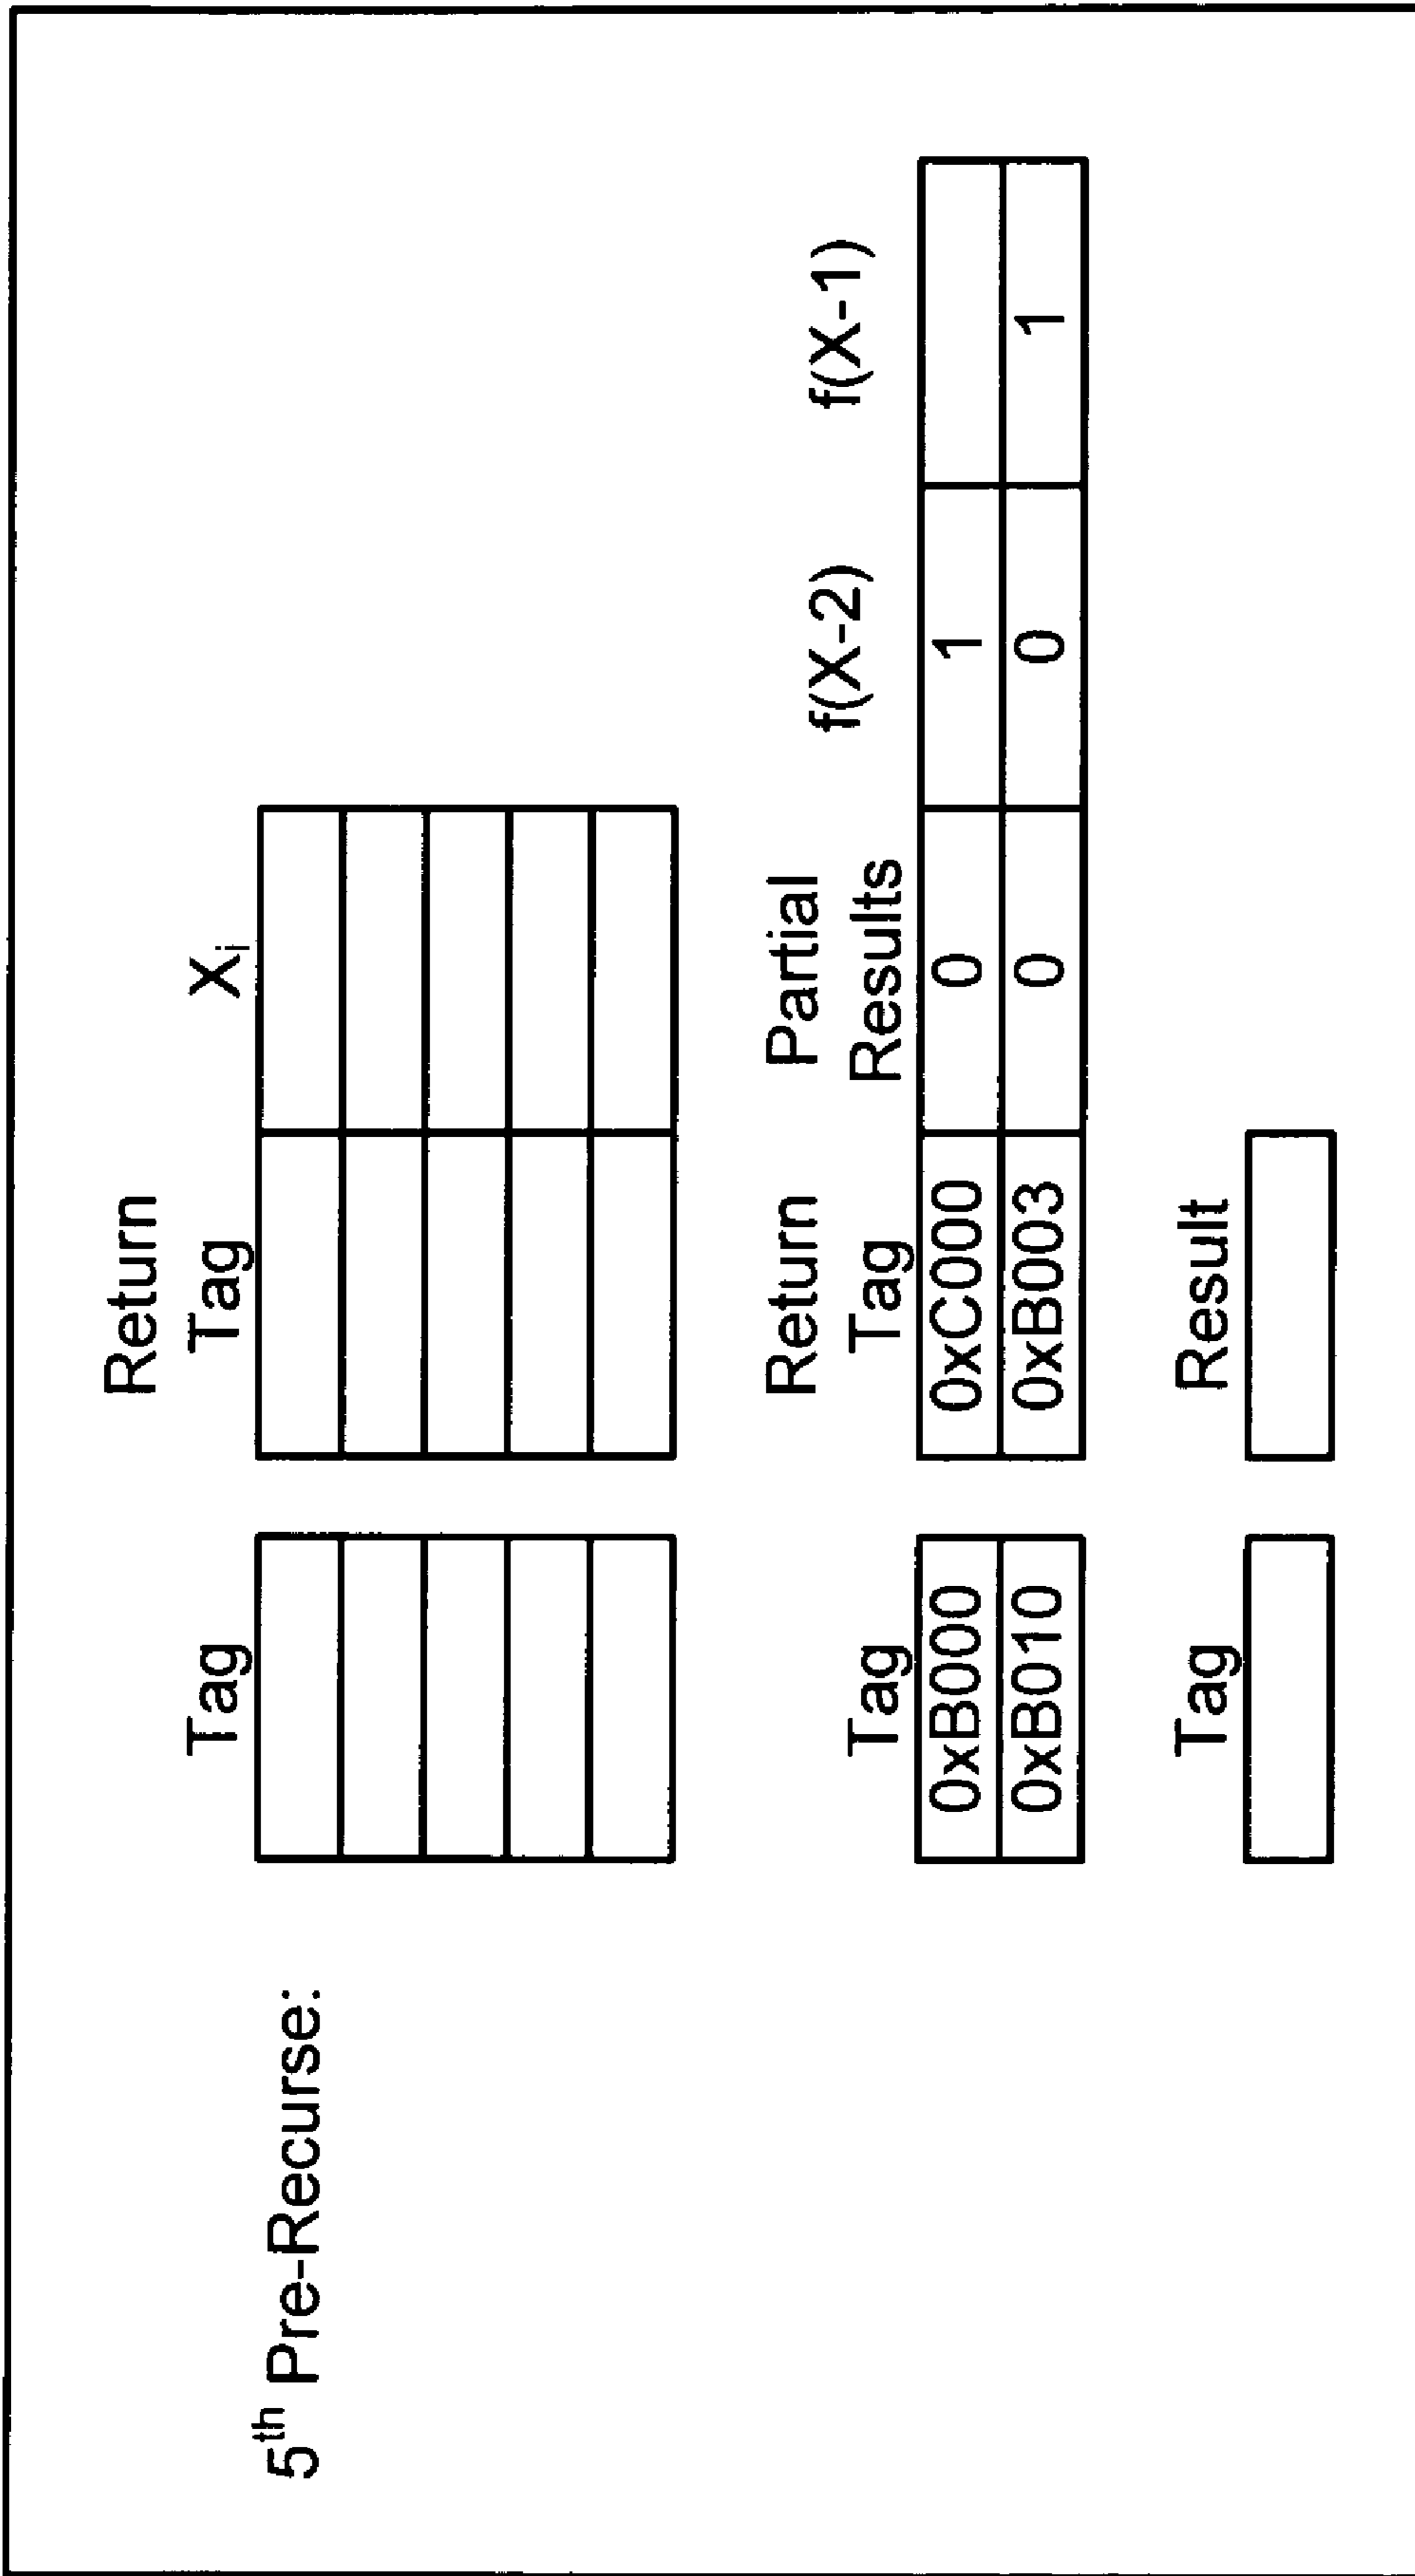 5th Pre-Recurse:
Tag
Return
Tag
Xi
Tag
Return
Tag
Partial
Results
f(X-2)
f(X-1)
0xB000 0xC000 0 1
0xB010 0xB003 0 0 1
Tag Result